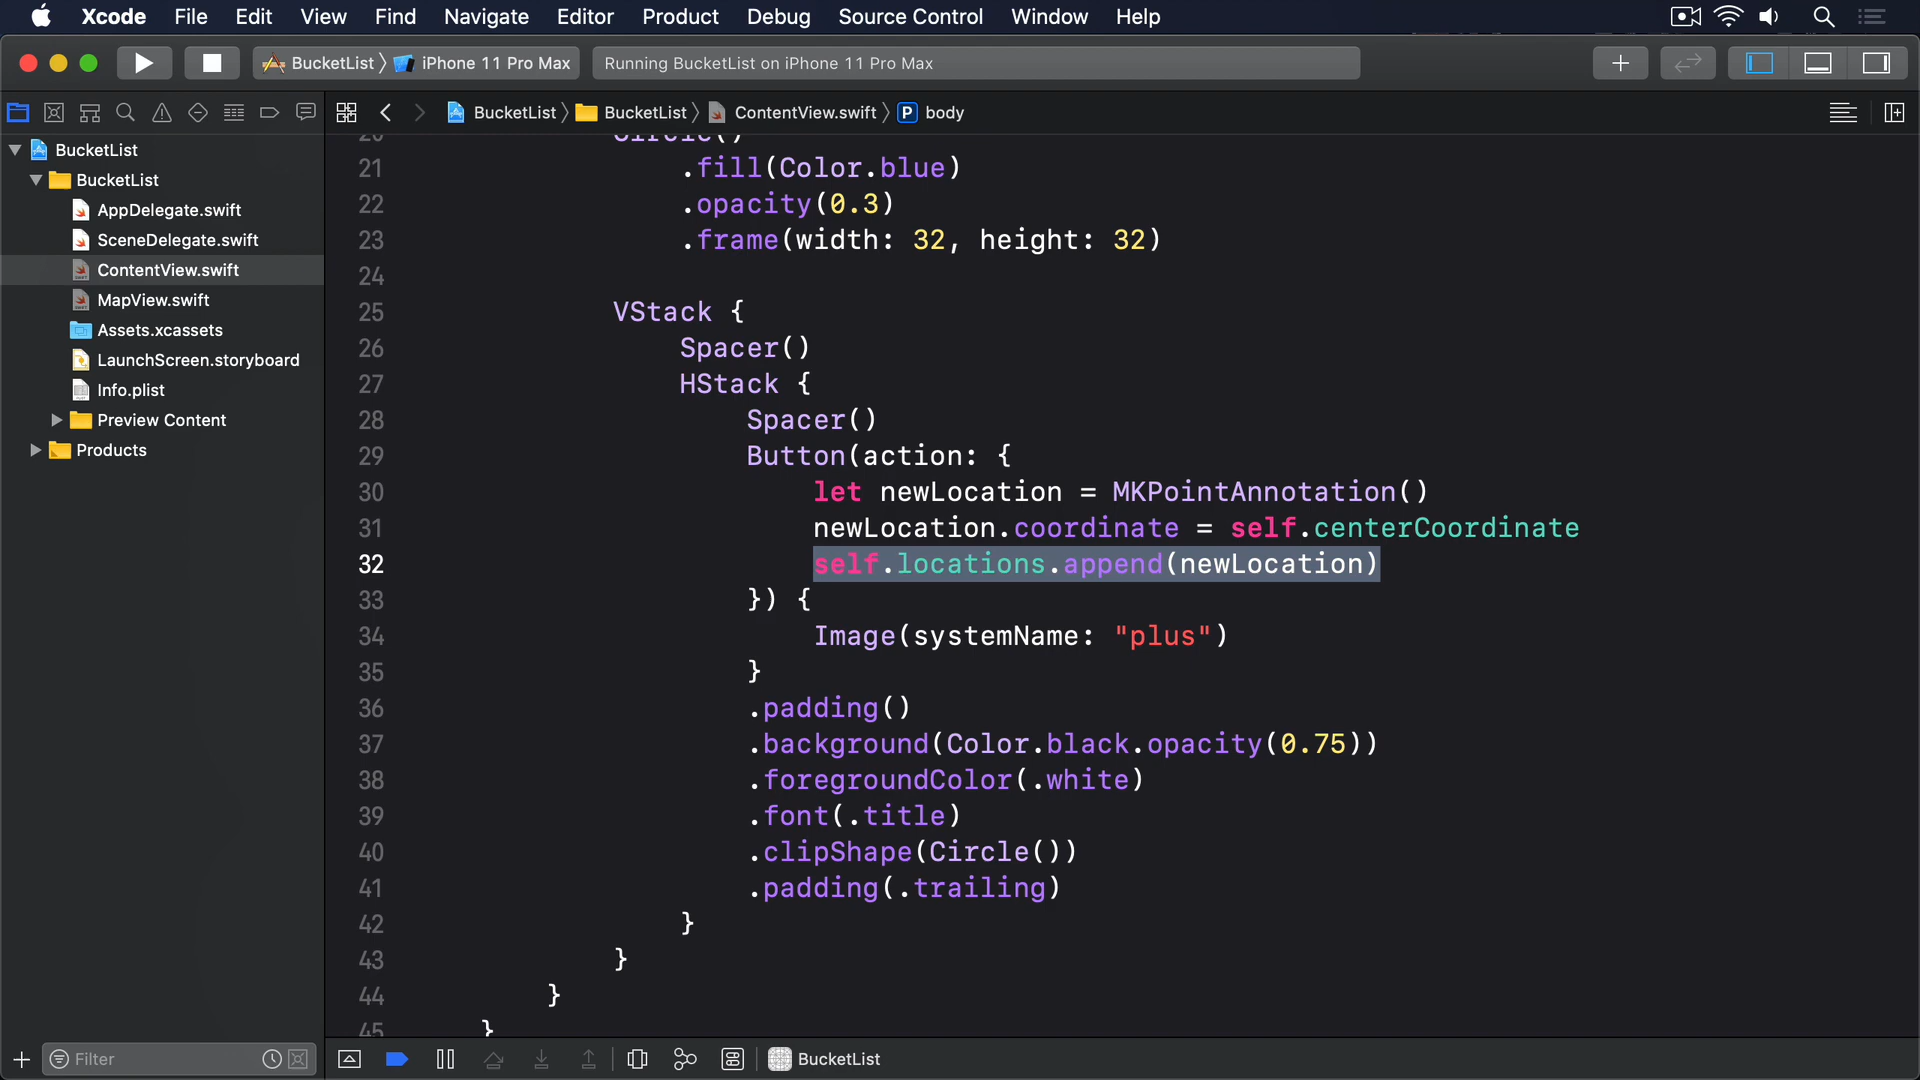 Xcode File Edit View Find Navigate Editor Product Debug Source Control Window Help
BucketList 〉 iPhone 11 Pro Max
Running BucketList on iPhone 11 Pro Max
BucketList 〉 BucketList 〉 ContentView.swift 〉 P body
BucketList
BucketList
AppDelegate.swift
SceneDelegate.swift
ContentView.swift
MapView.swift
Assets.xcassets
LaunchScreen.storyboard
Info.plist
Preview Content
Products
Filter
20 Circle()
21 .fill(Color.blue)
22 .opacity(0.3)
23 .frame(width: 32, height: 32)
24
25 VStack {
26 Spacer()
27 HStack {
28 Spacer()
29 Button(action: {
30 let newLocation = MKPointAnnotation()
31 newLocation.coordinate = self.centerCoordinate
32 self.locations.append(newLocation)
33 }) {
34 Image(systemName: "plus")
35 }
36 .padding()
37 .background(Color.black.opacity(0.75))
38 .foregroundColor(.white)
39 .font(.title)
40 .clipShape(Circle())
41 .padding(.trailing)
42 }
43 }
44 }
45 }
BucketList